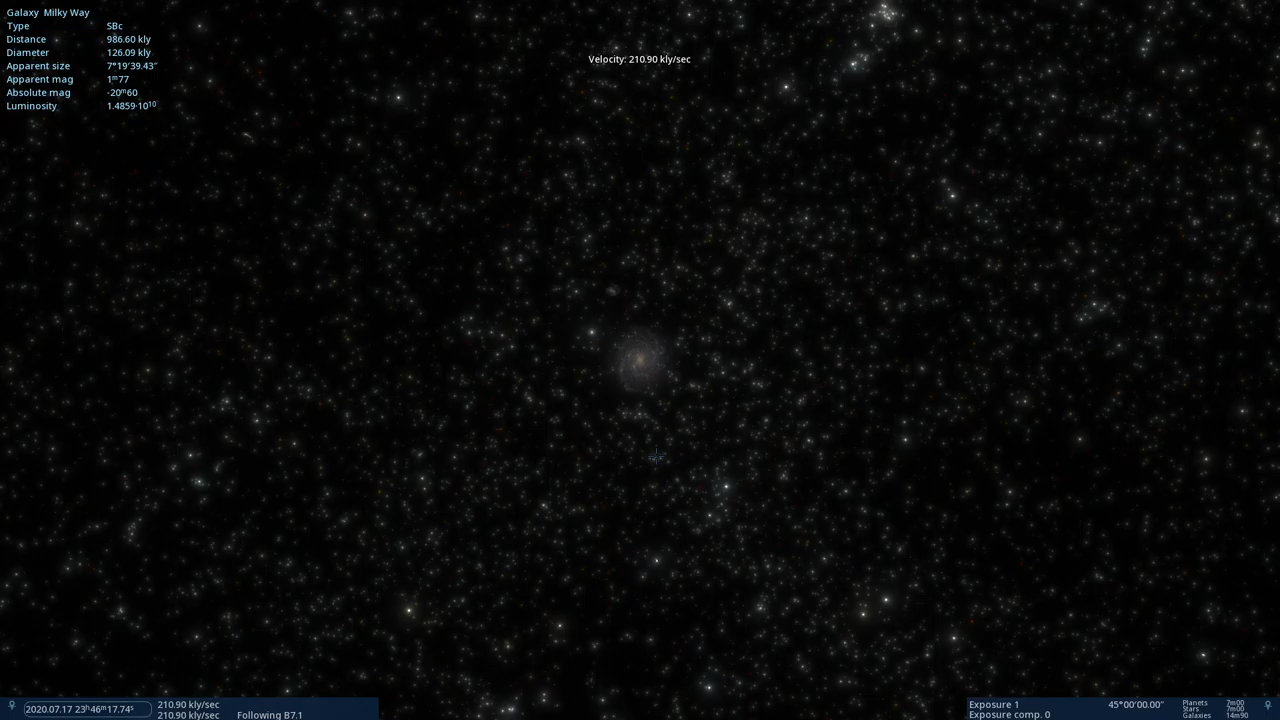 Galaxy Milky Way
Type SBc
Distance 986.60 kly
Diameter 126.09 kly
Apparent size 7°19′39.43″
Apparent mag 1ᵐ77
Absolute mag -20ᵐ60
Luminosity 1.4859·10¹⁰
Velocity: 210.90 kly/sec
2020.07.17 23ʰ46ᵐ17.74ˢ
210.90 kly/sec
210.90 kly/sec Following B7.1
Exposure 1 45°00′00.00″
Exposure comp. 0
Planets 7m00
Stars 7m00
Galaxies 14m90